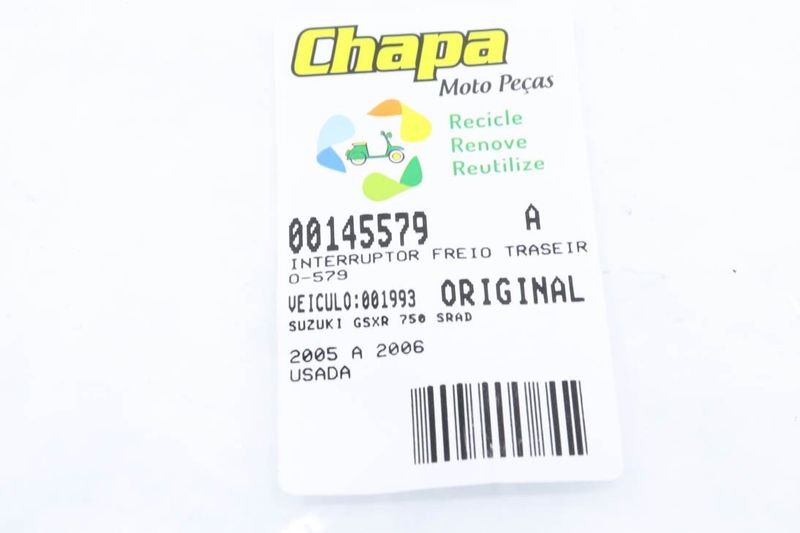 Chapa
Moto Peças
Recicle
Renove
Reutilize
00145579 A
INTERRUPTOR FREIO TRASEIR
O-579
VEICULO:001993 ORIGINAL
SUZUKI GSXR 750 SRAD
2005 A 2006
USADA